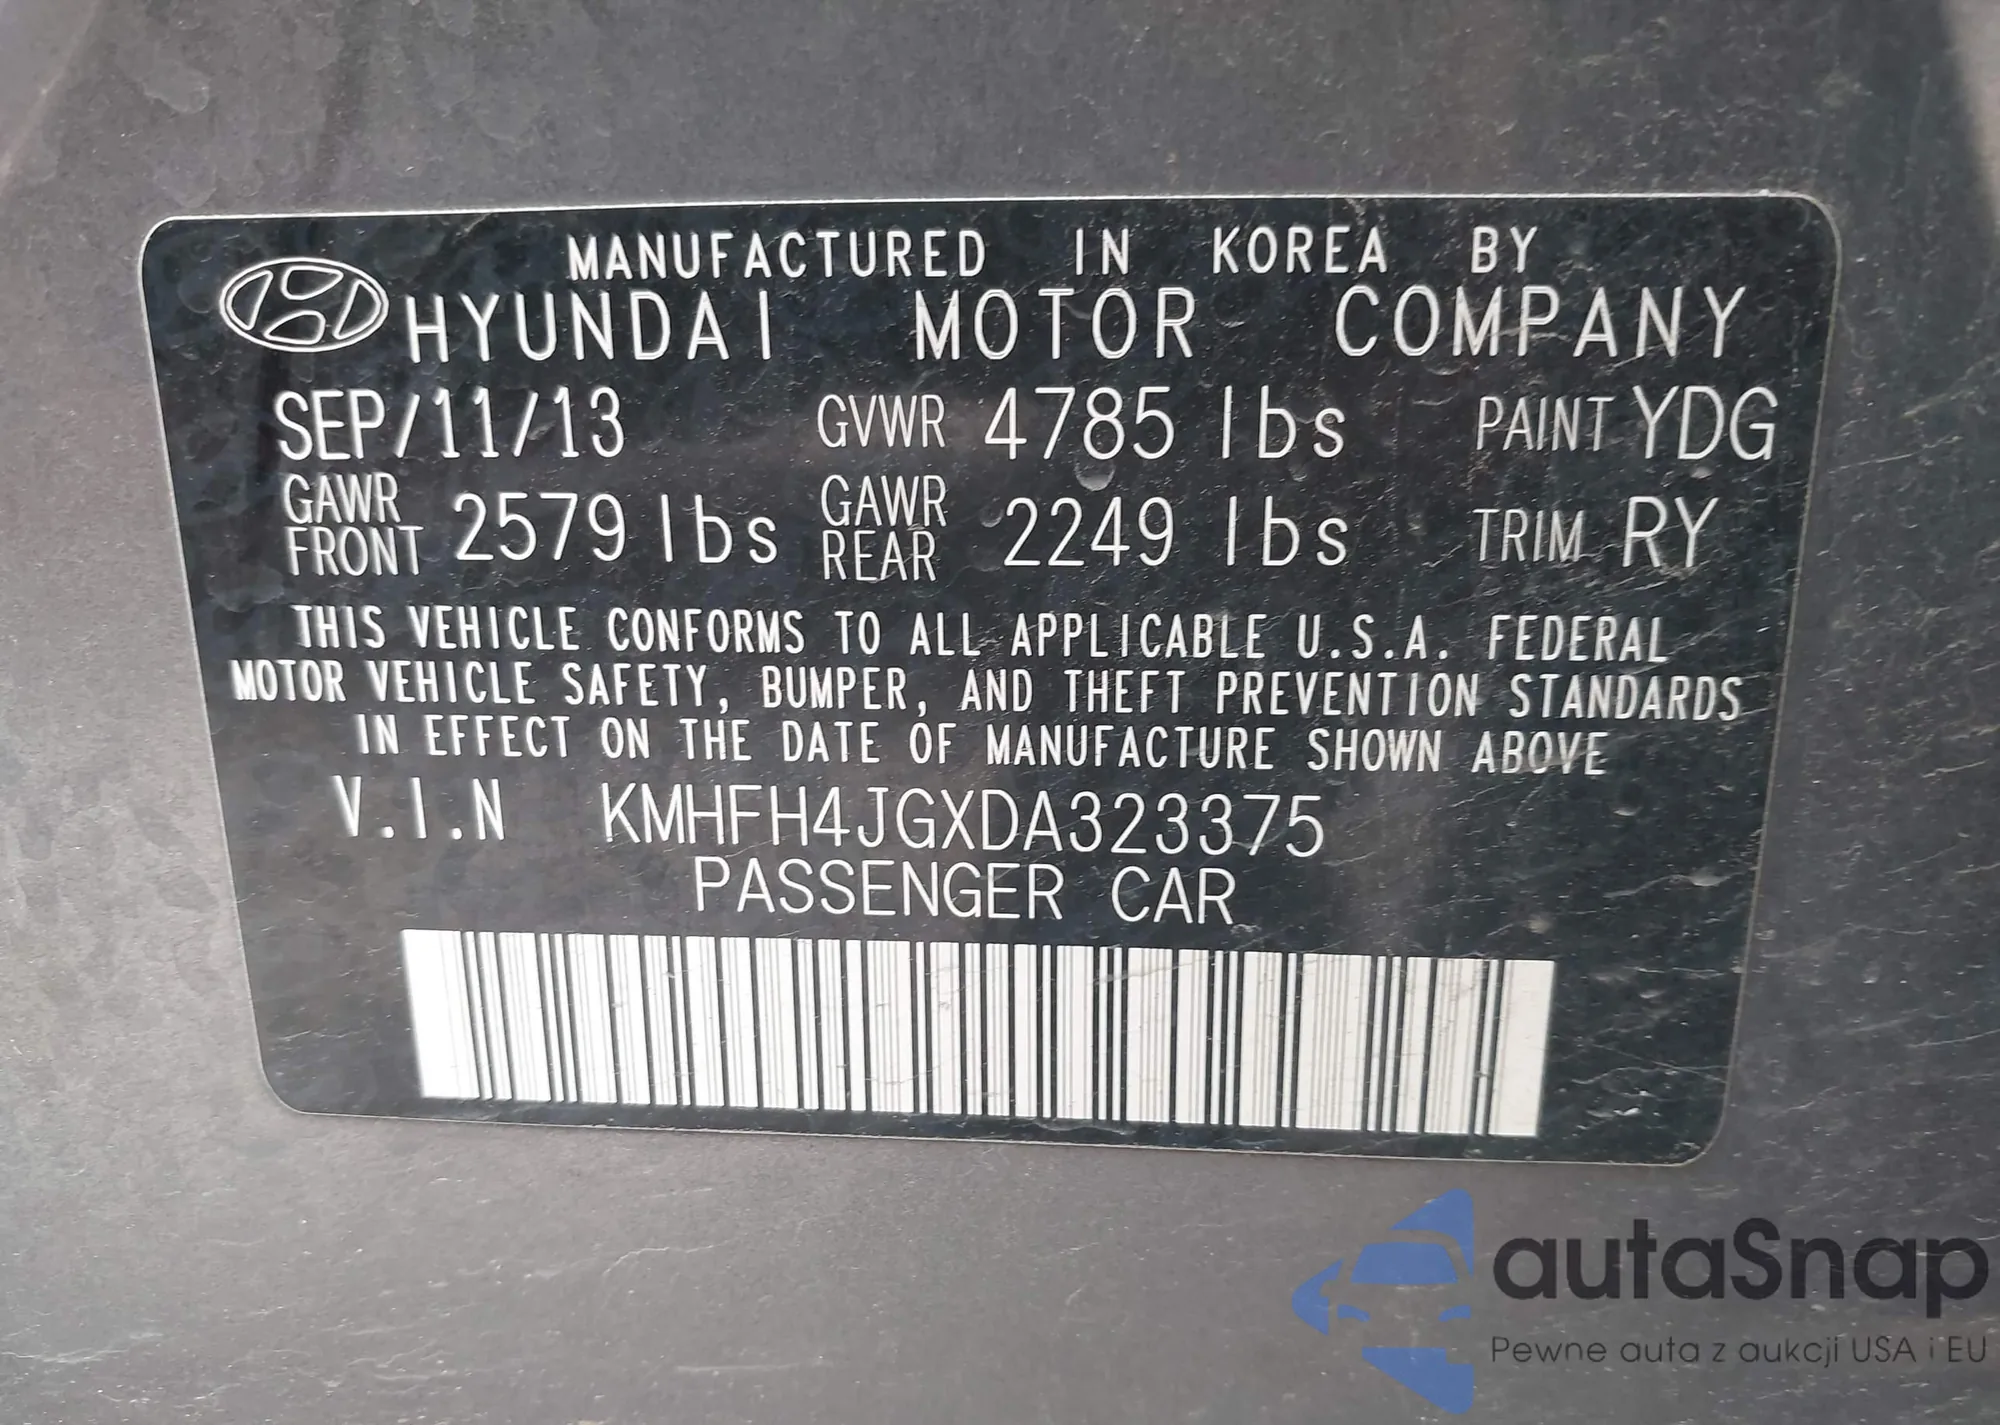 MANUFACTURED IN KOREA BY
HYUNDAI MOTOR COMPANY
SEP/11/13 GVWR 4785 lbs PAINT YDG
GAWR FRONT 2579 lbs GAWR REAR 2249 lbs TRIM RY
THIS VEHICLE CONFORMS TO ALL APPLICABLE U.S.A. FEDERAL
MOTOR VEHICLE SAFETY, BUMPER, AND THEFT PREVENTION STANDARDS
IN EFFECT ON THE DATE OF MANUFACTURE SHOWN ABOVE
V.I.N KMHFH4JGXDA323375
PASSENGER CAR
autaSnap
Pewne auta z aukcji USA i EU